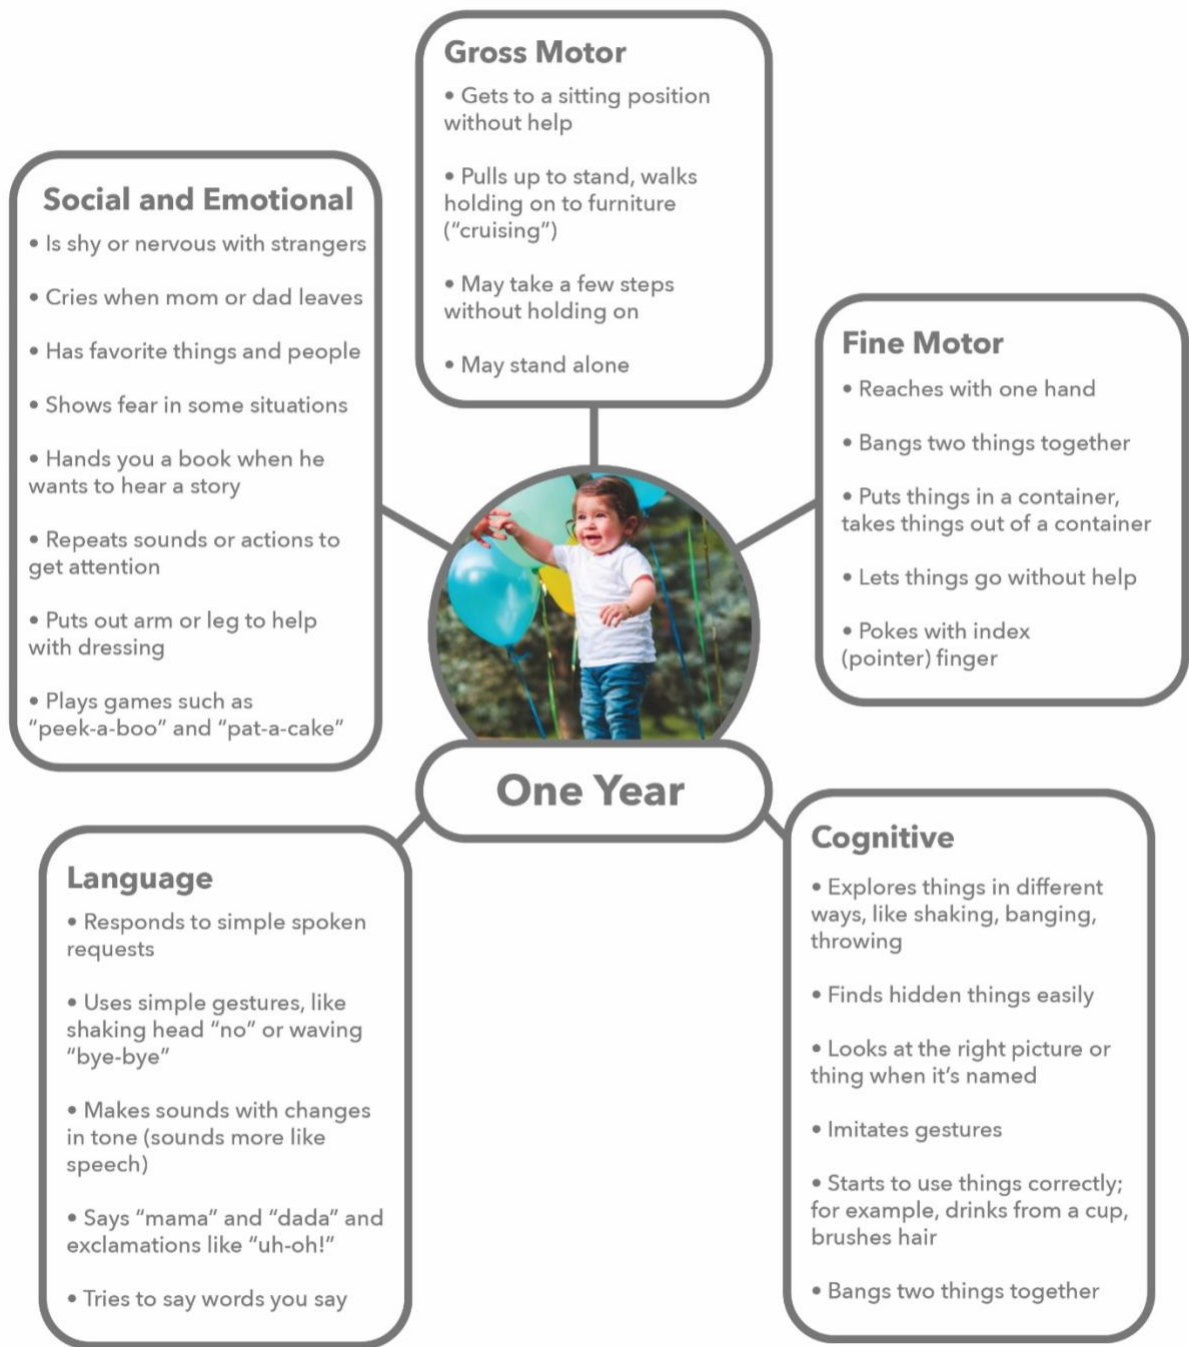 Gross Motor
• Gets to a sitting position
without help
• Pulls up to stand, walks
holding on to furniture
(“cruising”)
• May take a few steps
without holding on
• May stand alone
Social and Emotional
• Is shy or nervous with strangers
• Cries when mom or dad leaves
• Has favorite things and people
• Shows fear in some situations
• Hands you a book when he
wants to hear a story
• Repeats sounds or actions to
get attention
• Puts out arm or leg to help
with dressing
• Plays games such as
“peek-a-boo” and “pat-a-cake”
Fine Motor
• Reaches with one hand
• Bangs two things together
• Puts things in a container,
takes things out of a container
• Lets things go without help
• Pokes with index
(pointer) finger
One Year
Language
• Responds to simple spoken
requests
• Uses simple gestures, like
shaking head “no” or waving
“bye-bye”
• Makes sounds with changes
in tone (sounds more like
speech)
• Says “mama” and “dada” and
exclamations like “uh-oh!”
• Tries to say words you say
Cognitive
• Explores things in different
ways, like shaking, banging,
throwing
• Finds hidden things easily
• Looks at the right picture or
thing when it’s named
• Imitates gestures
• Starts to use things correctly;
for example, drinks from a cup,
brushes hair
• Bangs two things together